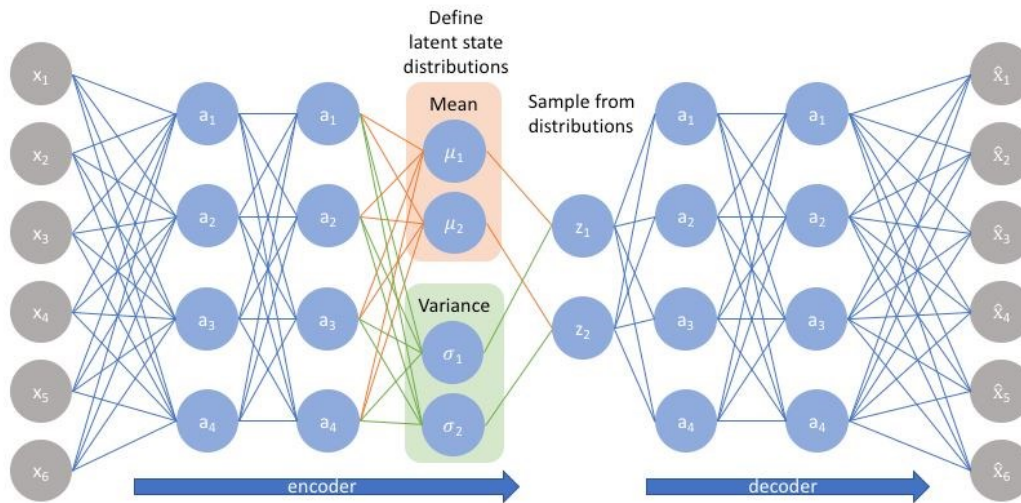 Define
latent state
distributions
Mean
Sample from
distributions
Variance
x₁
x₂
x₃
x₄
x₅
x₆
a₁
a₂
a₃
a₄
a₁
a₂
a₃
a₄
μ₁
μ₂
σ₁
σ₂
z₁
z₂
a₁
a₂
a₃
a₄
a₁
a₂
a₃
a₄
x̂₁
x̂₂
x̂₃
x̂₄
x̂₅
x̂₆
encoder
decoder